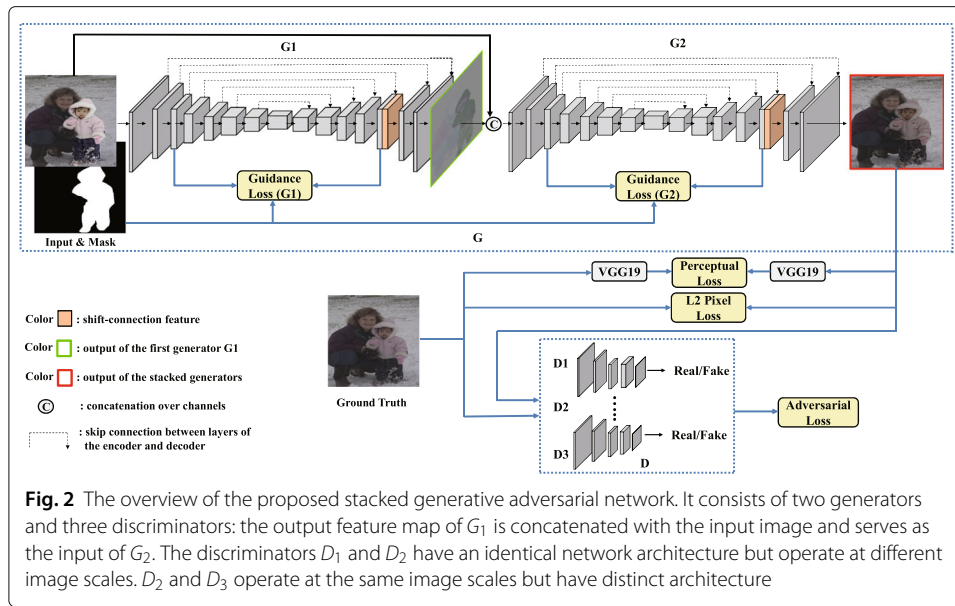 G1
G2
C
Guidance
Loss (G1)
Guidance
Loss (G2)
Input & Mask
G
VGG19
Perceptual
Loss
VGG19
L2 Pixel
Loss
Color : shift-connection feature
Color : output of the first generator G1
Color : output of the stacked generators
C : concatenation over channels
: skip connection between layers of
the encoder and decoder
Ground Truth
D1
Real/Fake
D2
D3
Real/Fake
D
Adversarial
Loss
Fig. 2 The overview of the proposed stacked generative adversarial network. It consists of two generators
and three discriminators: the output feature map of G1 is concatenated with the input image and serves as
the input of G2. The discriminators D1 and D2 have an identical network architecture but operate at different
image scales. D2 and D3 operate at the same image scales but have distinct architecture